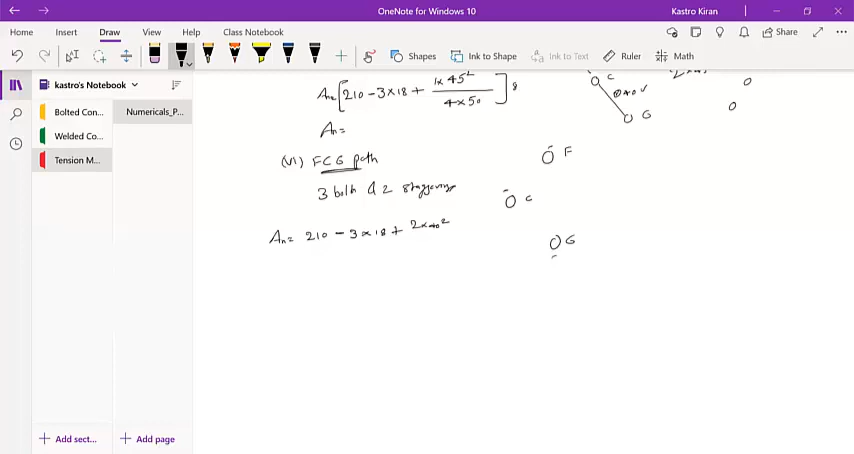 OneNote for Windows 10
Kastro Kiran
Home Insert Draw View Help Class Notebook
Share
Shapes Ink to Shape Ink to Text Ruler Math
kastro's Notebook
Bolted Con...
Welded Co...
Tension M...
Numericals_P...
An= [210 - 3×18 + 1×45² / 4×50] 8
An=
(VI) FCG path
3 bolts & 2 staggerings
An= 210 - 3×18 + 2×40²
C
G
F
C
G
+ Add sect...
+ Add page